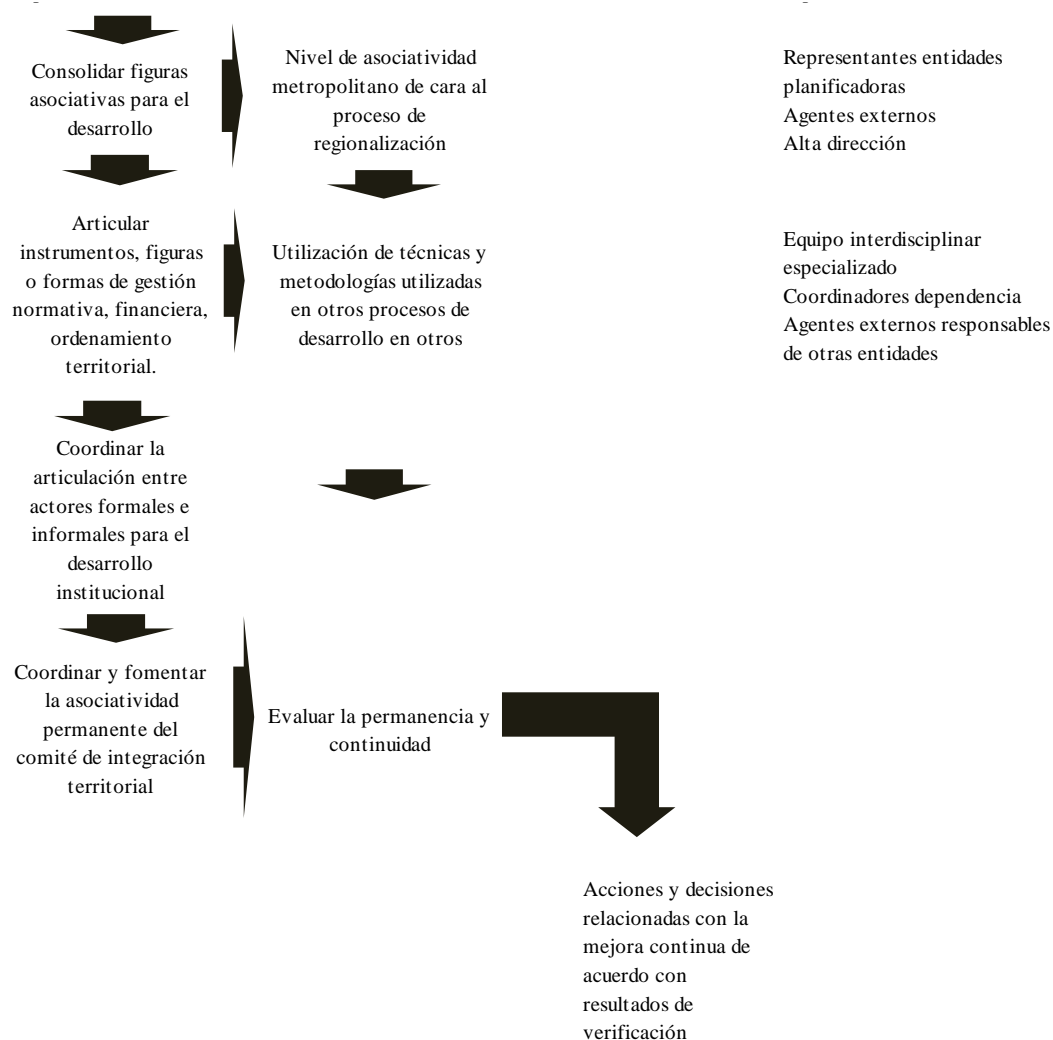 Consolidar figuras
asociativas para el
desarrollo
Nivel de asociatividad
metropolitano de cara al
proceso de
regionalización
Representantes entidades
planificadoras
Agentes externos
Alta dirección
Articular
instrumentos, figuras
o formas de gestión
normativa, financiera,
ordenamiento
territorial.
Utilización de técnicas y
metodologías utilizadas
en otros procesos de
desarrollo en otros
Equipo interdisciplinar
especializado
Coordinadores dependencia
Agentes externos responsables
de otras entidades
Coordinar la
articulación entre
actores formales e
informales para el
desarrollo
institucional
Coordinar y fomentar
la asociatividad
permanente del
comité de integración
territorial
Evaluar la permanencia y
continuidad
Acciones y decisiones
relacionadas con la
mejora continua de
acuerdo con
resultados de
verificación